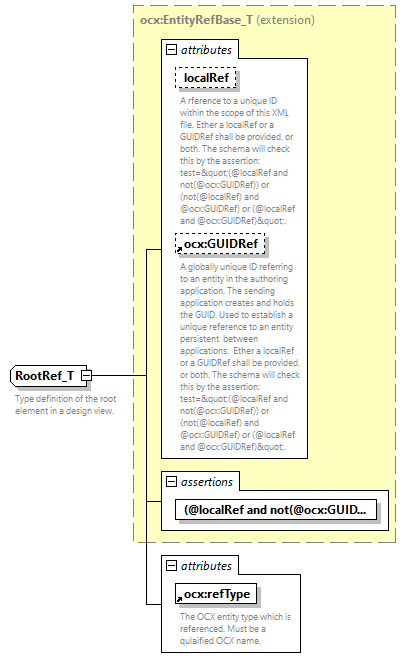 ocx:EntityRefBase_T (extension)
attributes
localRef
A rference to a unique ID
within the scope of this XML
file. Ether a localRef or a
GUIDRef shall be provided, or
both. The schema will check
this by the assertion:
test=&quot;(@localRef and
not(@ocx:GUIDRef)) or
(not(@localRef) and
@ocx:GUIDRef) or (@localRef
and @ocx:GUIDRef)&quot;.
ocx:GUIDRef
A globally unique ID referring
to an entity in the authoring
application. The sending
application creates and holds
the GUID. Used to establish a
unique reference to an entity
persistent between
applications. Ether a localRef
or a GUIDRef shall be provided,
or both. The schema will check
this by the assertion:
test=&quot;(@localRef and
not(@ocx:GUIDRef)) or
(not(@localRef) and
@ocx:GUIDRef) or (@localRef
and @ocx:GUIDRef)&quot;.
RootRef_T
Type definition of the root
element in a design view.
assertions
(@localRef and not(@ocx:GUID...
attributes
ocx:refType
The OCX entity type which is
referenced. Must be a
qulaified OCX name.